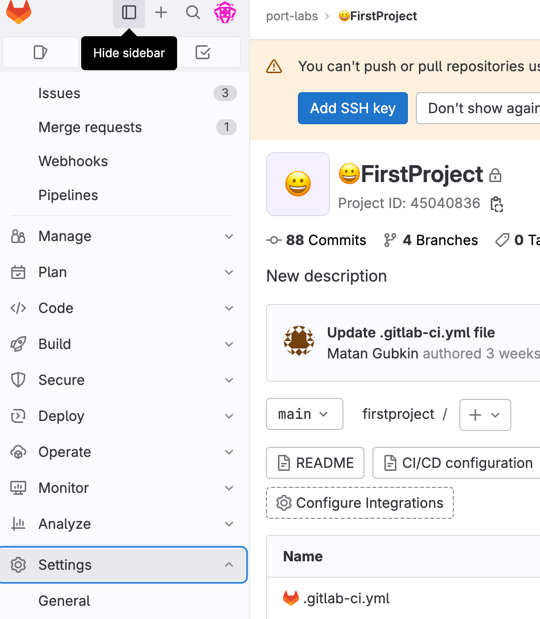 port-labs > FirstProject
Hide sidebar
You can't push or pull repositories us
Add SSH key
Don't show again
Issues 3
Merge requests 1
Webhooks
Pipelines
Manage
Plan
Code
Build
Secure
Deploy
Operate
Monitor
Analyze
Settings
General
FirstProject
Project ID: 45040836
88 Commits 4 Branches 0 Ta
New description
Update .gitlab-ci.yml file
Matan Gubkin authored 3 weeks
main firstproject / +
README CI/CD configuration
Configure Integrations
Name
.gitlab-ci.yml